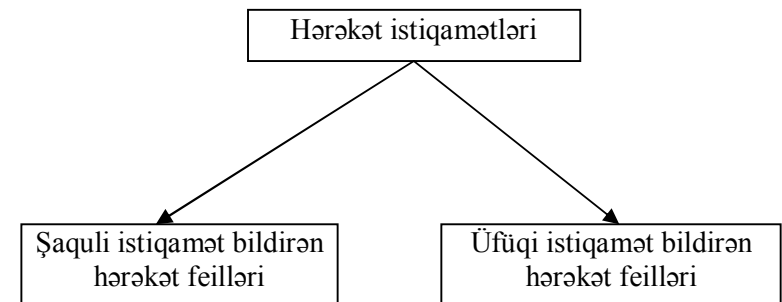 Hərəkət istiqamətləri
Şaquli istiqamət bildirən
hərəkət feilləri
Üfüqi istiqamət bildirən
hərəkət feilləri